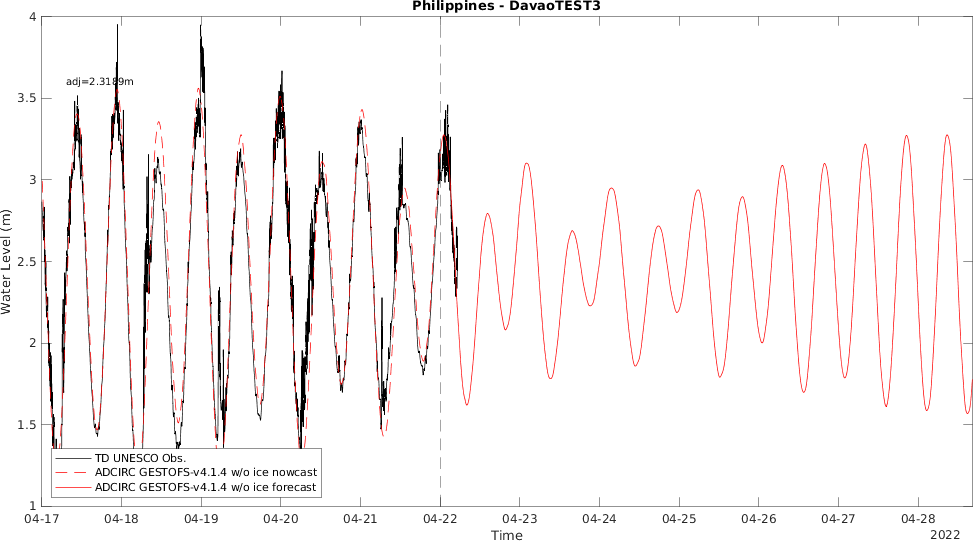 Philippines - DavaoTEST3
4
adj=2.3189m
3.5
3
2.5
2
1.5
1
Water Level (m)
TD UNESCO Obs.
ADCIRC GESTOFS-v4.1.4 w/o ice nowcast
ADCIRC GESTOFS-v4.1.4 w/o ice forecast
04-17 04-18 04-19 04-20 04-21 04-22 04-23 04-24 04-25 04-26 04-27 04-28
Time
2022